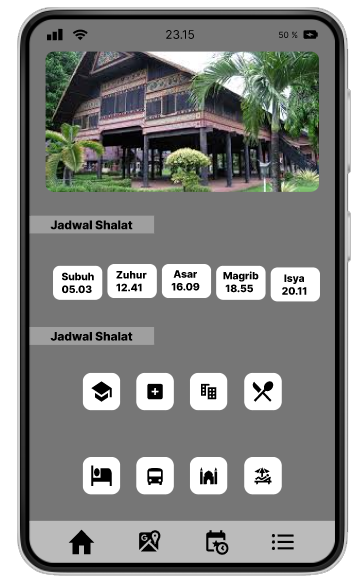 23.15
50 %
Jadwal Shalat
Subuh
05.03
Zuhur
12.41
Asar
16.09
Magrib
18.55
Isya
20.11
Jadwal Shalat
G